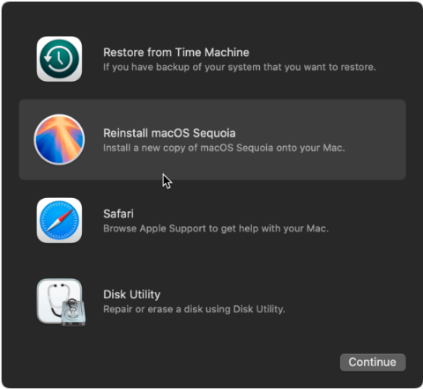 Restore from Time Machine
If you have backup of your system that you want to restore.
Reinstall macOS Sequoia
Install a new copy of macOS Sequoia onto your Mac.
Safari
Browse Apple Support to get help with your Mac.
Disk Utility
Repair or erase a disk using Disk Utility.
Continue